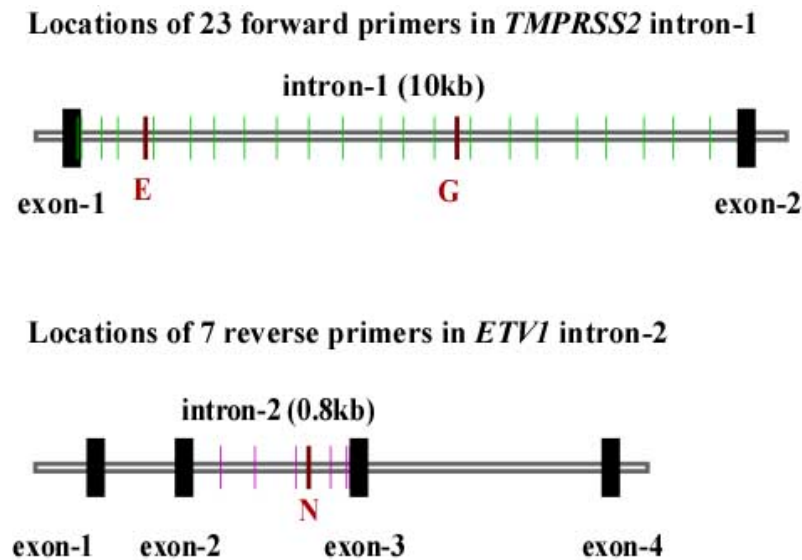 Locations of 23 forward primers in TMPRSS2 intron-1
intron-1 (10kb)
E
G
exon-1
exon-2
Locations of 7 reverse primers in ETV1 intron-2
intron-2 (0.8kb)
N
exon-1 exon-2 exon-3 exon-4